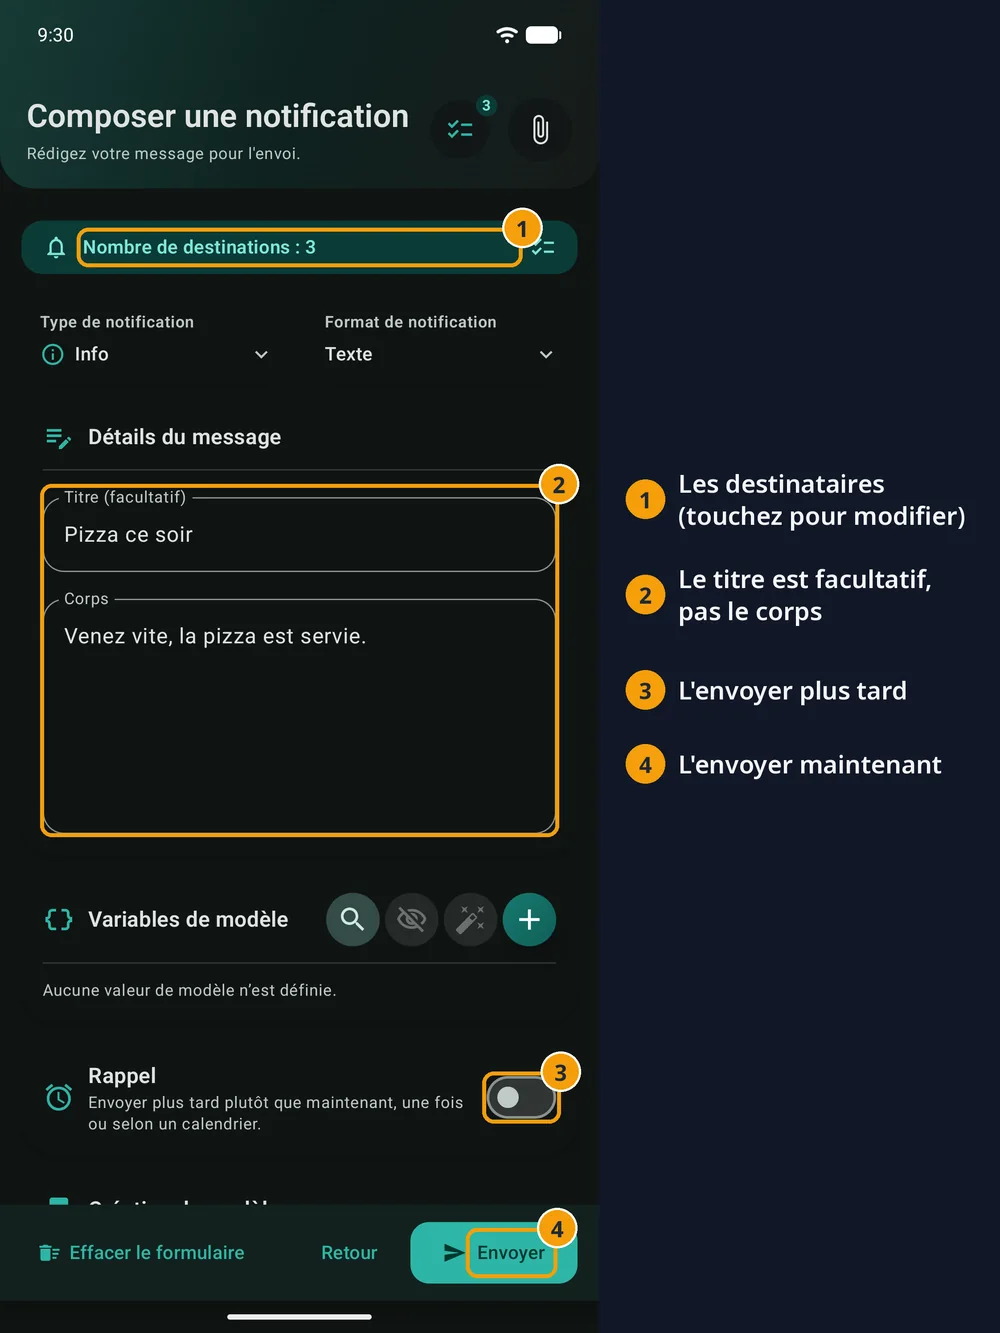 9:30
Composer une notification
3
Rédigez votre message pour l'envoi.
1
Nombre de destinations : 3
Type de notification
Format de notification
Info
Texte
Détails du message
2
Titre (facultatif)
Pizza ce soir
Corps
Venez vite, la pizza est servie.
Variables de modèle
Aucune valeur de modèle n’est définie.
Rappel
3
Envoyer plus tard plutôt que maintenant, une fois
ou selon un calendrier.
4
Effacer le formulaire
Retour
Envoyer
1 Les destinataires
(touchez pour modifier)
2 Le titre est facultatif,
pas le corps
3 L'envoyer plus tard
4 L'envoyer maintenant